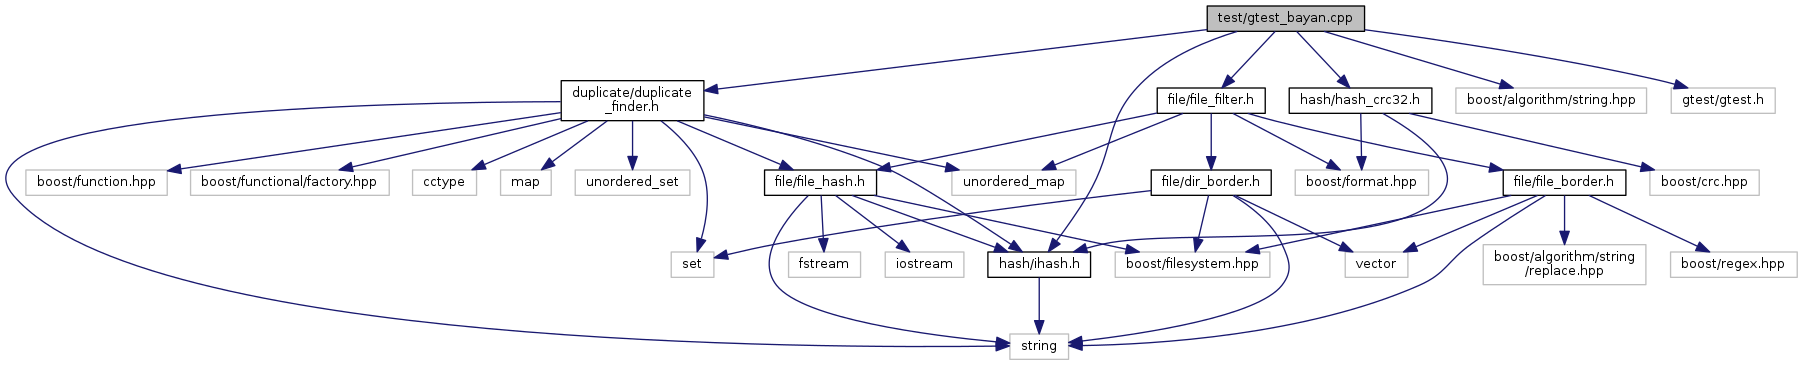 test/gtest_bayan.cpp
duplicate/duplicate
_finder.h
file/file_filter.h
hash/hash_crc32.h
boost/algorithm/string.hpp
gtest/gtest.h
boost/function.hpp
boost/functional/factory.hpp
cctype
map
unordered_set
file/file_hash.h
unordered_map
file/dir_border.h
boost/format.hpp
file/file_border.h
boost/crc.hpp
set
fstream
iostream
hash/ihash.h
boost/filesystem.hpp
vector
boost/algorithm/string
/replace.hpp
boost/regex.hpp
string